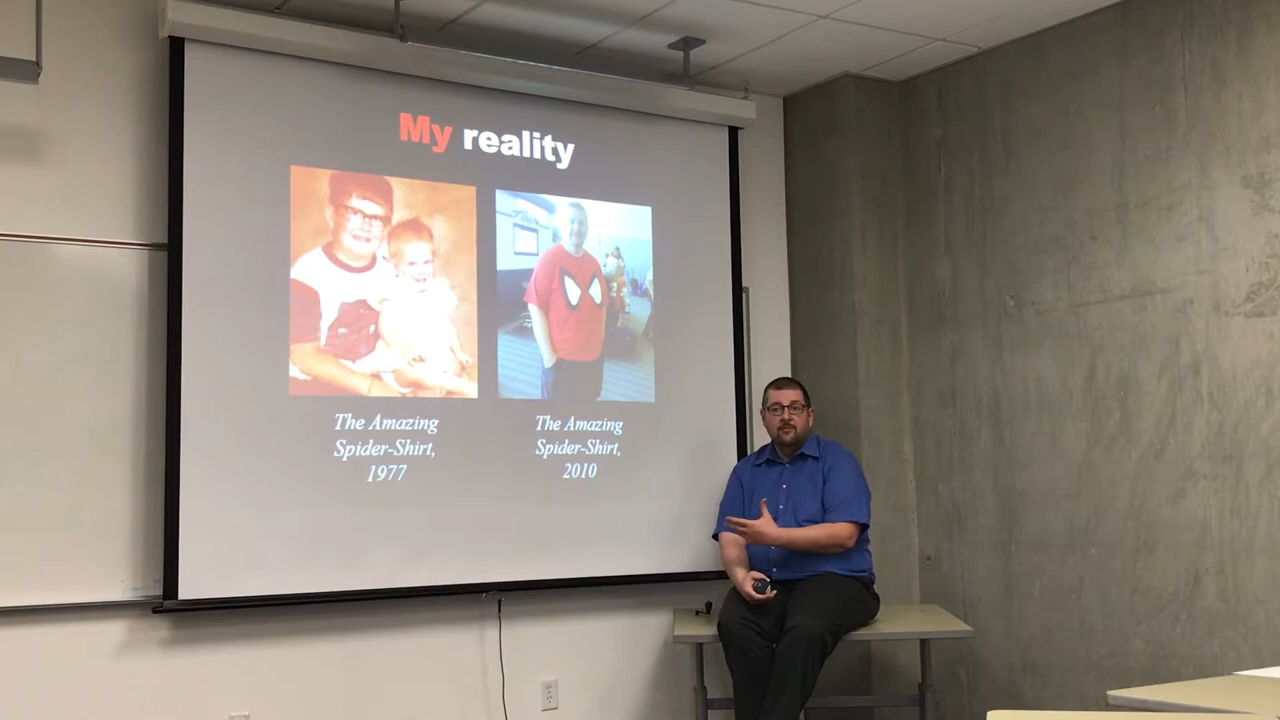 My reality
The Amazing
Spider-Shirt,
1977
The Amazing
Spider-Shirt,
2010